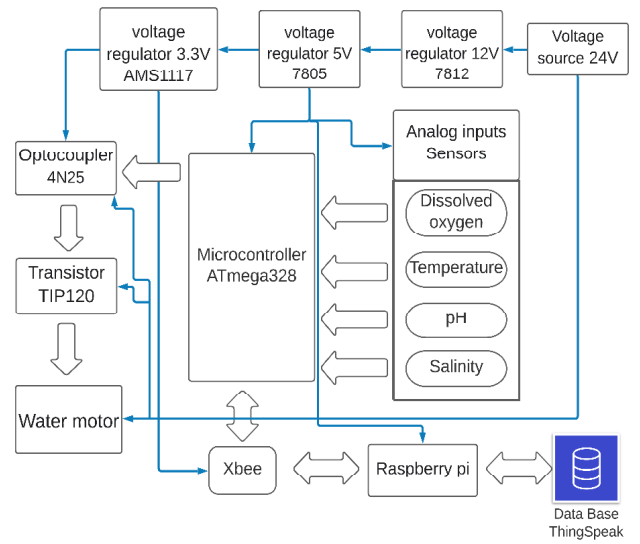 voltage
regulator 3.3V
AMS1117
voltage
regulator 5V
7805
voltage
regulator 12V
7812
Voltage
source 24V
Optocoupler
4N25
Analog inputs
Sensors
Dissolved
oxygen
Microcontroller
ATmega328
Transistor
TIP120
Temperature
pH
Salinity
Water motor
Xbee
Raspberry pi
Data Base
ThingSpeak